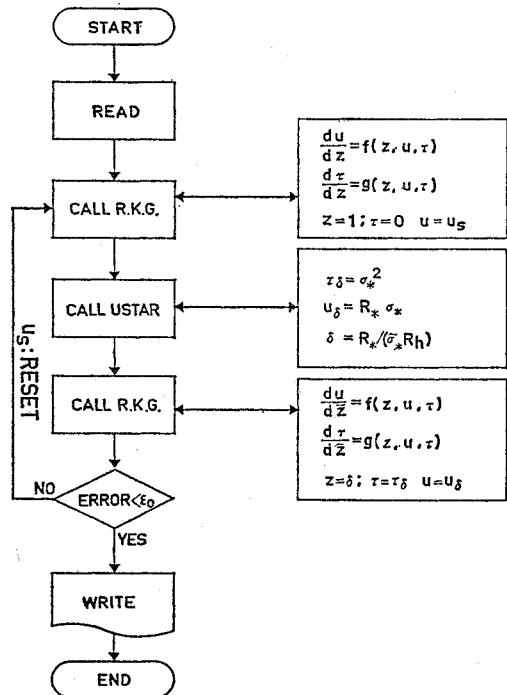 START
READ
CALL R.K.G.
du/dz=f(z,u,τ)
dτ/dz=g(z,u,τ)
z=1; τ=0 u=uₛ
CALL USTAR
τδ=σ*²
uδ=R* σ*
δ=R*/(σ̃*Rh)
CALL R.K.G.
du/dz̃=f(z,u,τ)
dτ/dz̃=g(z,u,τ)
z=δ; τ=τδ u=uδ
uₛ:RESET
NO
ERROR<ε₀
YES
WRITE
END